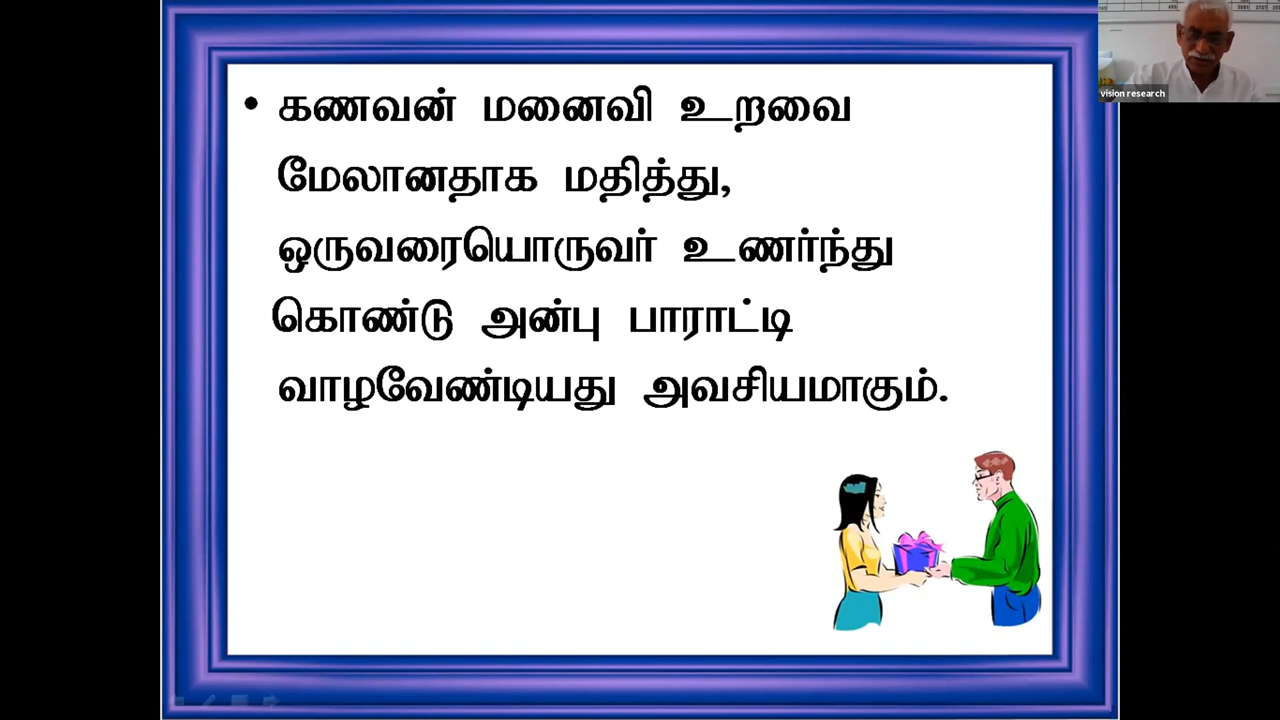 • கணவன் மனைவி உறவை
மேலானதாக மதித்து,
ஒருவரையொருவர் உணர்ந்து
கொண்டு அன்பு பாராட்டி
வாழவேண்டியது அவசியமாகும்.
vision research